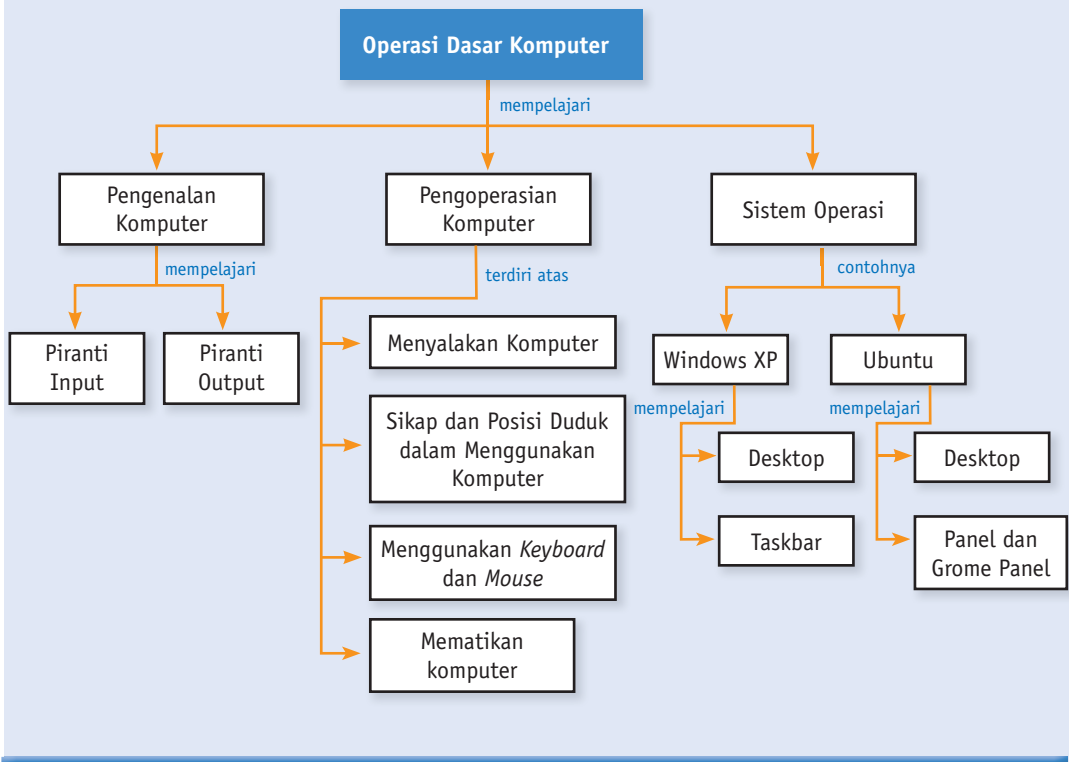 Operasi Dasar Komputer
mempelajari
Pengenalan
Komputer
Pengoperasian
Komputer
Sistem Operasi
mempelajari
terdiri atas
contohnya
Piranti
Input
Piranti
Output
Menyalakan Komputer
Sikap dan Posisi Duduk
dalam Menggunakan
Komputer
Menggunakan Keyboard
dan Mouse
Mematikan
komputer
Windows XP
Ubuntu
mempelajari
mempelajari
Desktop
Taskbar
Desktop
Panel dan
Grome Panel